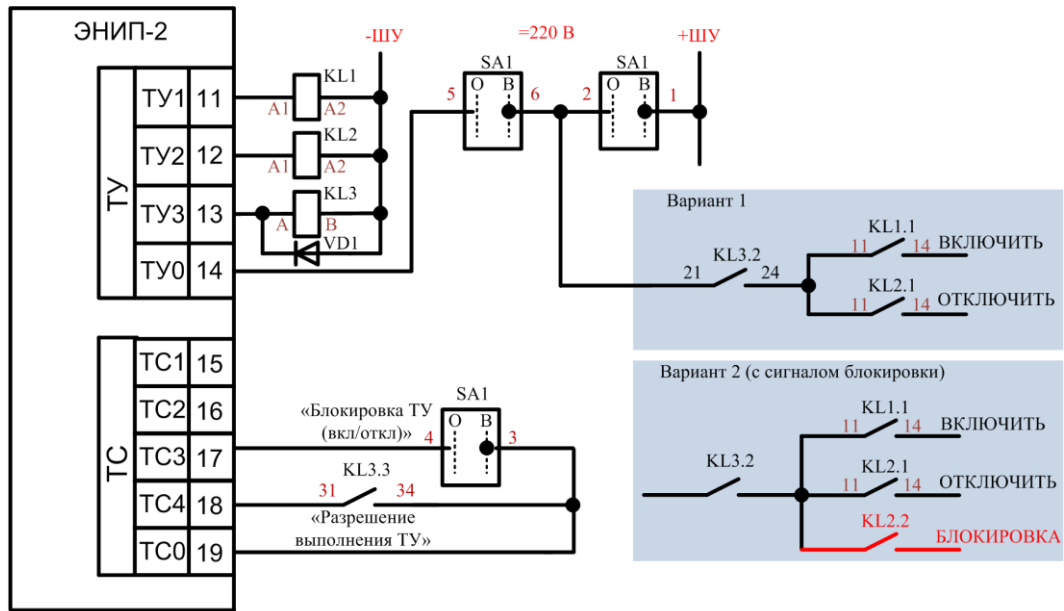 ЭНИП-2
ТУ
ТУ1 11
ТУ2 12
ТУ3 13
ТУ0 14
-ШУ
=220 В
+ШУ
KL1
A1 A2
KL2
A1 A2
KL3
A B
VD1
SA1
O B
5 6
SA1
O B
2 1
Вариант 1
KL3.2
21 24
KL1.1
11 14 ВКЛЮЧИТЬ
KL2.1
11 14 ОТКЛЮЧИТЬ
ТС
ТС1 15
ТС2 16
ТС3 17
ТС4 18
ТС0 19
«Блокировка ТУ
(вкл/откл)»
SA1
O B
4 3
KL3.3
31 34
«Разрешение
выполнения ТУ»
Вариант 2 (с сигналом блокировки)
KL3.2
KL1.1
11 14 ВКЛЮЧИТЬ
KL2.1
11 14 ОТКЛЮЧИТЬ
KL2.2
БЛОКИРОВКА